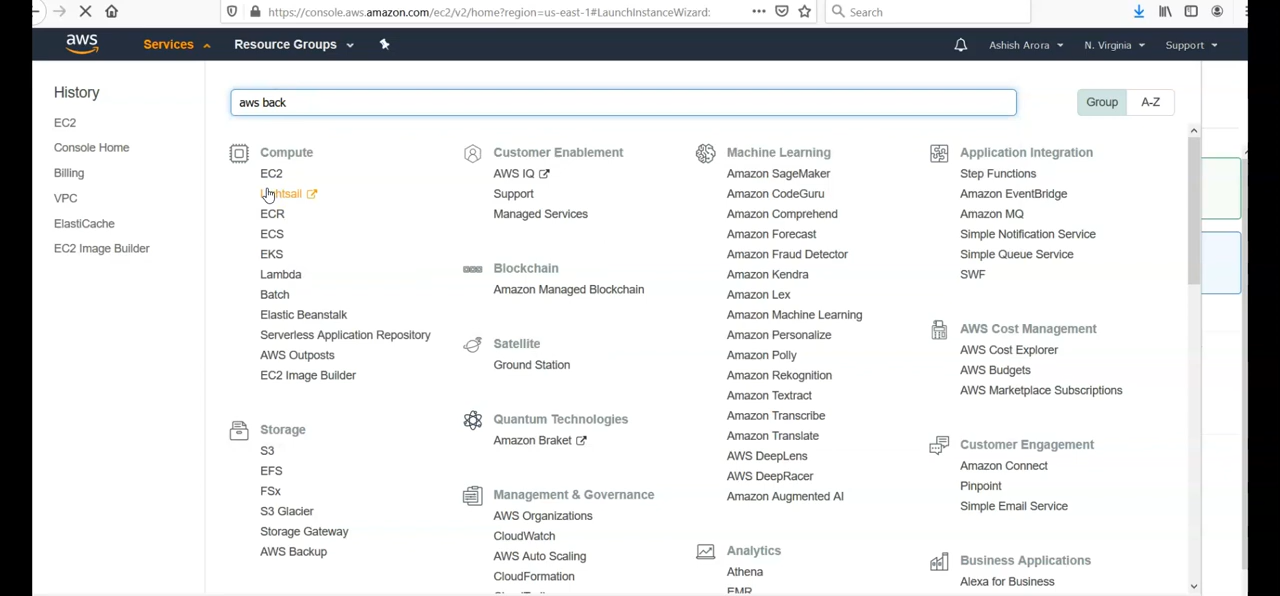 https://console.aws.amazon.com/ec2/v2/home?region=us-east-1#LaunchInstanceWizard:
Search
aws
Services
Resource Groups
Ashish Arora
N. Virginia
Support
History
EC2
Console Home
Billing
VPC
ElastiCache
EC2 Image Builder
aws back
Group
A-Z
Compute
EC2
Lightsail
ECR
ECS
EKS
Lambda
Batch
Elastic Beanstalk
Serverless Application Repository
AWS Outposts
EC2 Image Builder
Storage
S3
EFS
FSx
S3 Glacier
Storage Gateway
AWS Backup
Customer Enablement
AWS IQ
Support
Managed Services
Blockchain
Amazon Managed Blockchain
Satellite
Ground Station
Quantum Technologies
Amazon Braket
Management & Governance
AWS Organizations
CloudWatch
AWS Auto Scaling
CloudFormation
Machine Learning
Amazon SageMaker
Amazon CodeGuru
Amazon Comprehend
Amazon Forecast
Amazon Fraud Detector
Amazon Kendra
Amazon Lex
Amazon Machine Learning
Amazon Personalize
Amazon Polly
Amazon Rekognition
Amazon Textract
Amazon Transcribe
Amazon Translate
AWS DeepLens
AWS DeepRacer
Amazon Augmented AI
Analytics
Athena
EMR
Application Integration
Step Functions
Amazon EventBridge
Amazon MQ
Simple Notification Service
Simple Queue Service
SWF
AWS Cost Management
AWS Cost Explorer
AWS Budgets
AWS Marketplace Subscriptions
Customer Engagement
Amazon Connect
Pinpoint
Simple Email Service
Business Applications
Alexa for Business